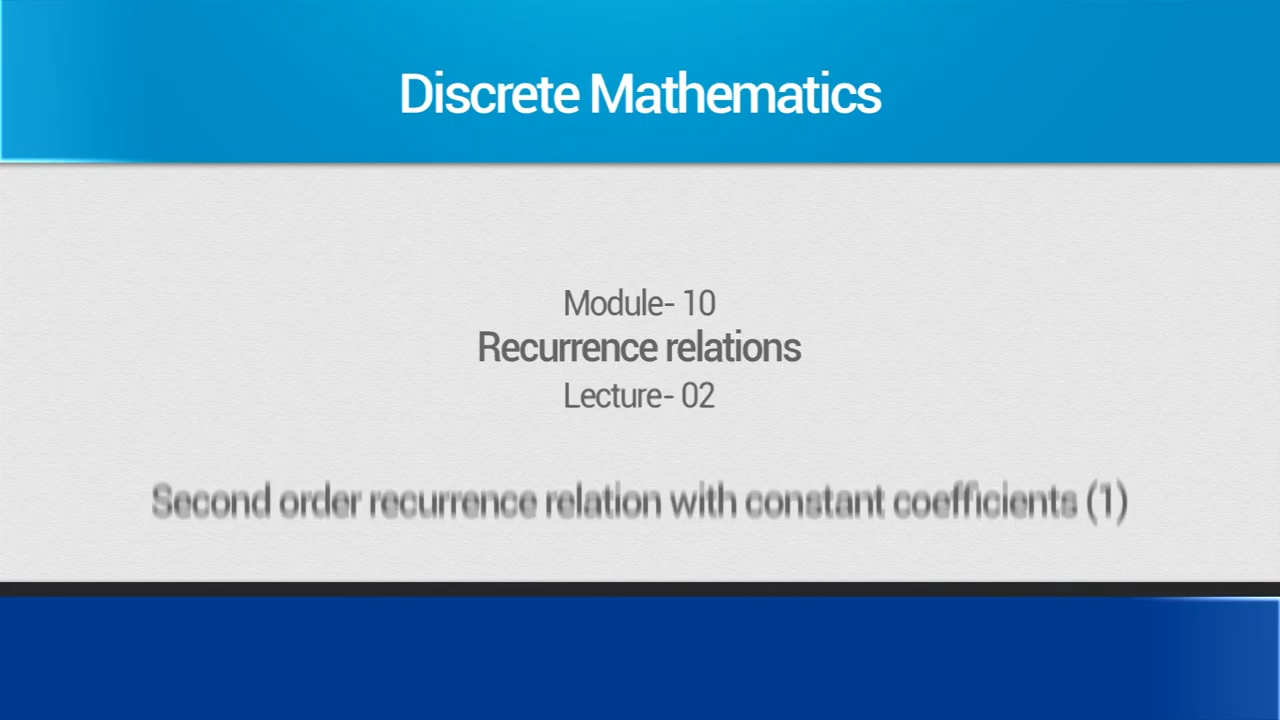 Discrete Mathematics
Module- 10
Recurrence relations
Lecture- 02
Second order recurrence relation with constant coefficients (1)